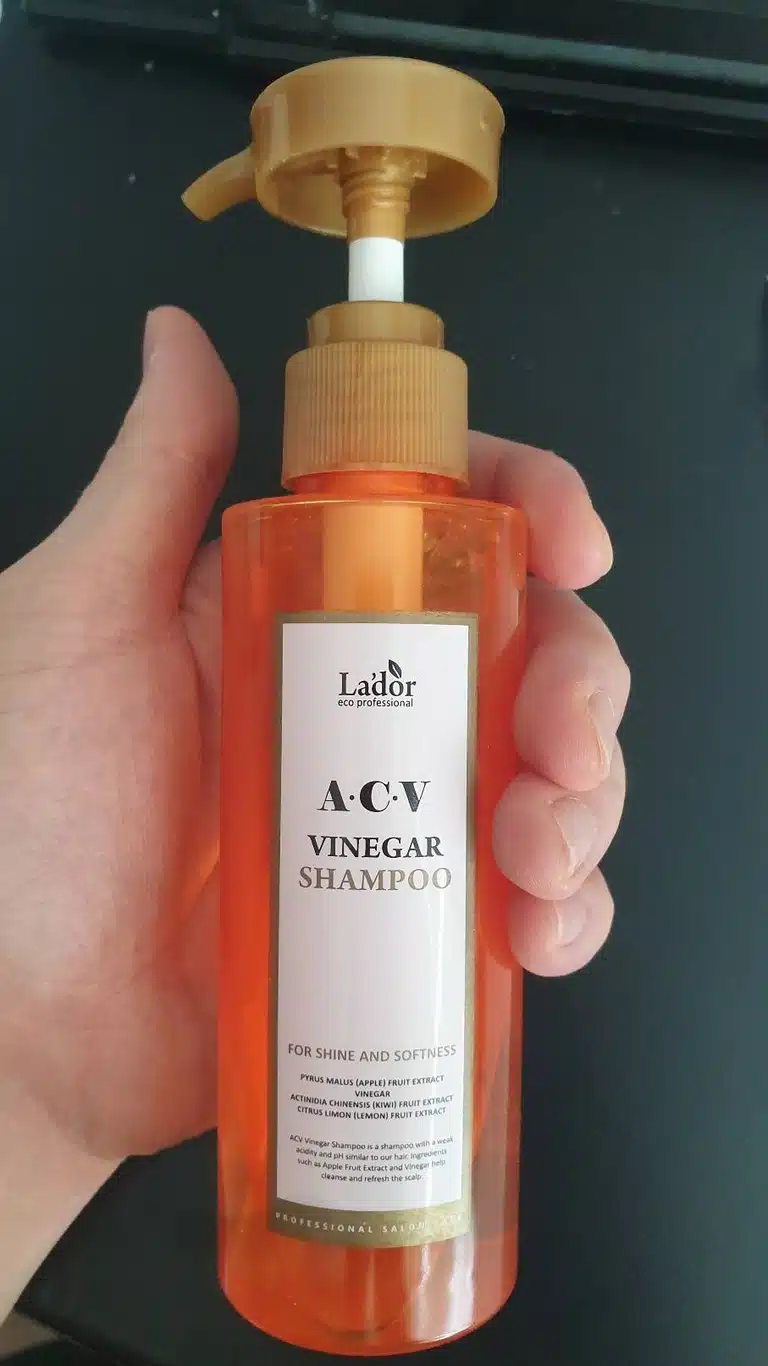 La'dor
eco professional
A·C·V
VINEGAR
SHAMPOO
FOR SHINE AND SOFTNESS
PYRUS MALUS (APPLE) FRUIT EXTRACT
VINEGAR
ACTINIDIA CHINENSIS (KIWI) FRUIT EXTRACT
CITRUS LIMON (LEMON) FRUIT EXTRACT
ACV Vinegar Shampoo is a shampoo with a weak
acidity and pH similar to our hair. Ingredients
such as Apple Fruit Extract and Vinegar help
cleanse and refresh the scalp.
PROFESSIONAL SALON